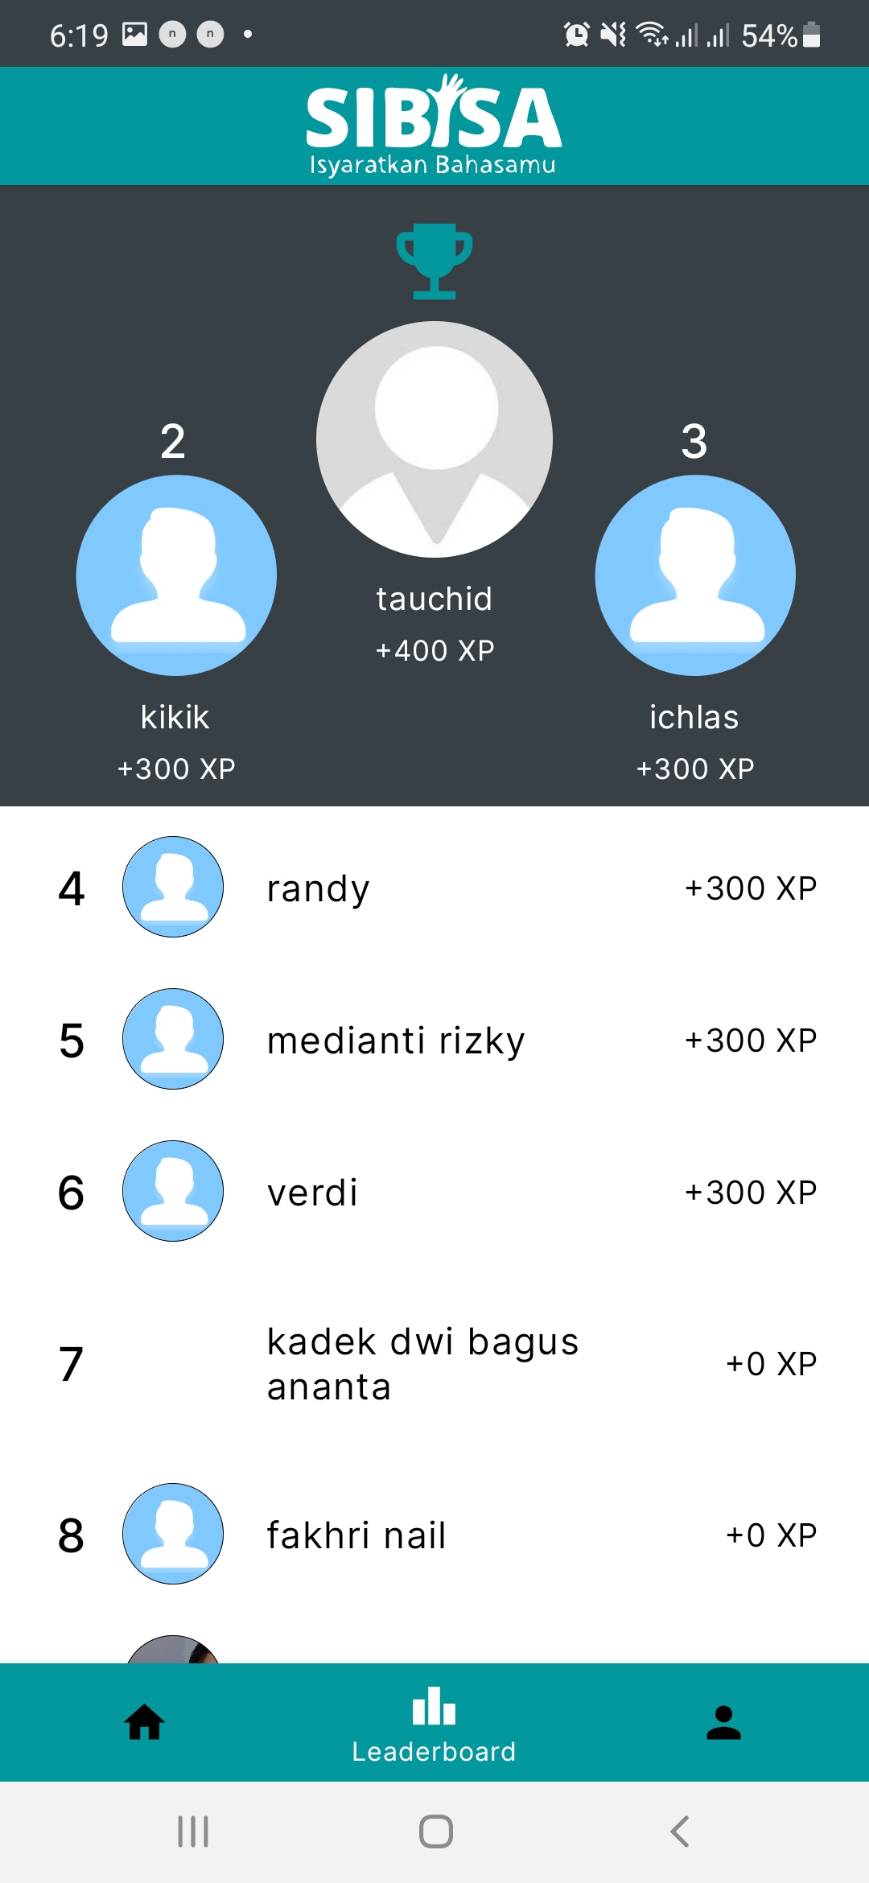 6:19 n n 54%
SIBISA
Isyaratkan Bahasamu
2
3
tauchid
+400 XP
kikik
ichlas
+300 XP
+300 XP
4 randy +300 XP
5 medianti rizky +300 XP
6 verdi +300 XP
7 kadek dwi bagus
ananta +0 XP
8 fakhri nail +0 XP
Leaderboard